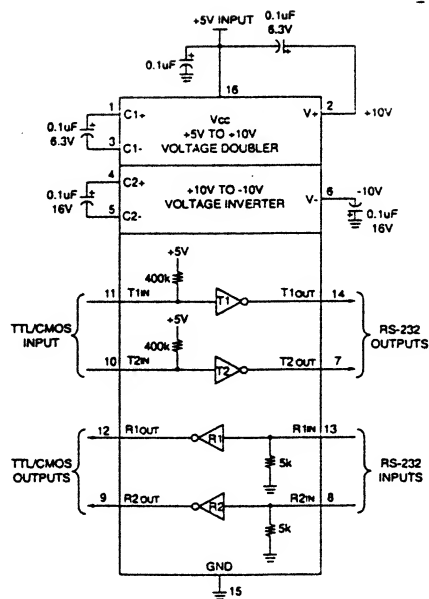 +5V INPUT
0.1uF
6.3V
0.1uF
16
1
C1+
Vcc
V+
2
+10V
0.1uF
6.3V
+5V TO +10V
3
C1-
VOLTAGE DOUBLER
4
C2+
0.1uF
16V
+10V TO -10V
VOLTAGE INVERTER
V-
6
-10V
5
C2-
0.1uF
16V
+5V
400k
11
T1IN
T1
T1OUT
14
TTL/CMOS
INPUT
+5V
400k
RS-232
OUTPUTS
10
T2IN
T2
T2OUT
7
12
R1OUT
R1
R1IN
13
5k
TTL/CMOS
OUTPUTS
RS-232
INPUTS
9
R2OUT
R2
R2IN
8
5k
GND
15